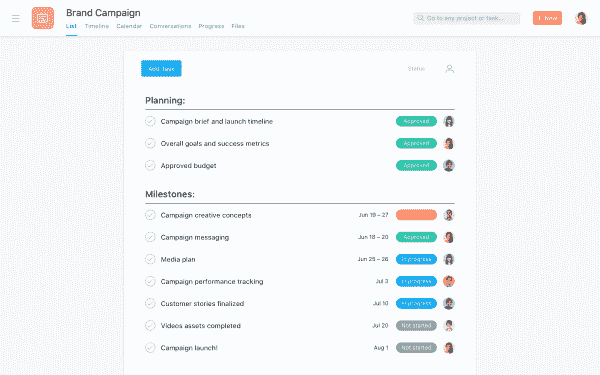 Brand Campaign
List Timeline Calendar Conversations Progress Files
Go to any project or task...
New
Add Task
Status
Planning:
Campaign brief and launch timeline Approved
Overall goals and success metrics Approved
Approved budget Approved
Milestones:
Campaign creative concepts Jun 19 – 27
Campaign messaging Jun 18 – 20 Approved
Media plan Jun 25 – 26 In progress
Campaign performance tracking Jul 3 In progress
Customer stories finalized Jul 10 In progress
Videos assets completed Jul 20 Not started
Campaign launch! Aug 1 Not started